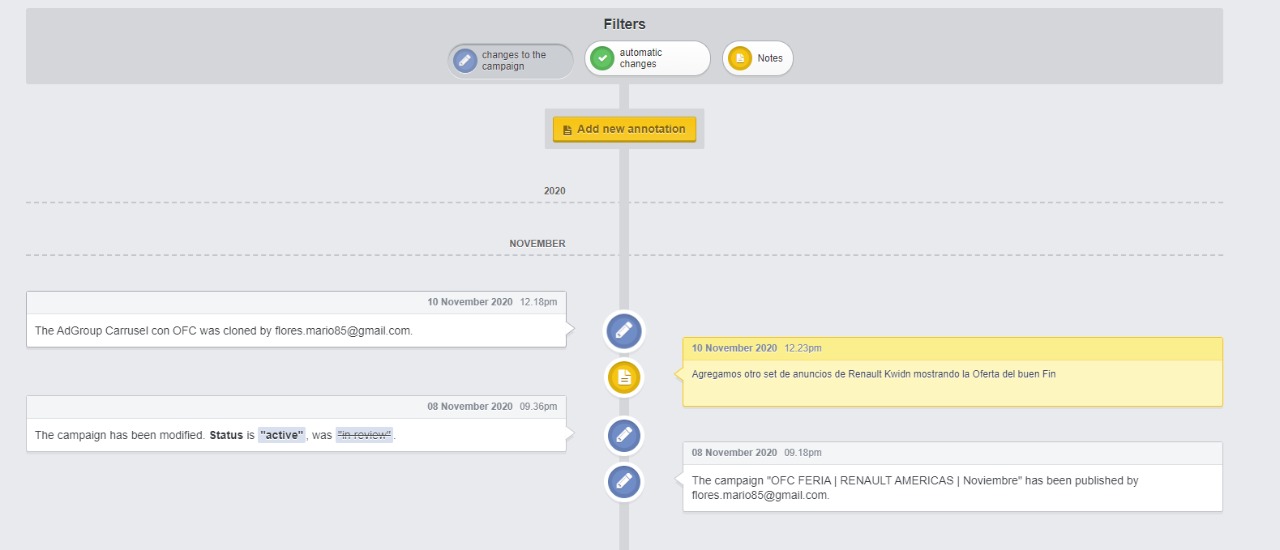 Filters
changes to the
campaign
automatic
changes
Notes
Add new annotation
2020
NOVEMBER
10 November 2020 12.18pm
The AdGroup Carrusel con OFC was cloned by flores.mario85@gmail.com.
10 November 2020 12.23pm
Agregamos otro set de anuncios de Renault Kwidn mostrando la Oferta del buen Fin
08 November 2020 09.36pm
The campaign has been modified. Status is "active", was "in review".
08 November 2020 09.18pm
The campaign "OFC FERIA | RENAULT AMERICAS | Noviembre" has been published by
flores.mario85@gmail.com.